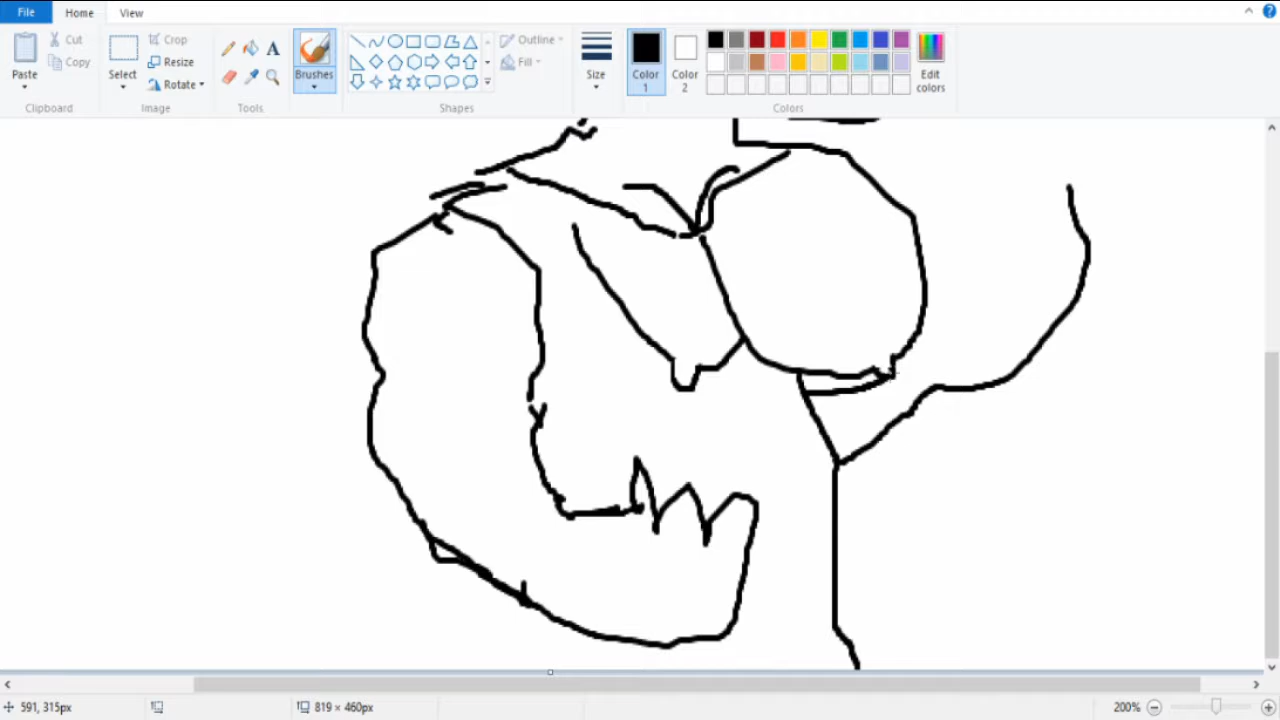 File Home View
Cut
Copy
Paste
Clipboard
Select
Crop
Resize
Rotate
Image
A
Tools
Brushes
Shapes
Outline
Fill
Size
Color 1
Color 2
Colors
Edit colors
591, 315px
819 × 460px
200%